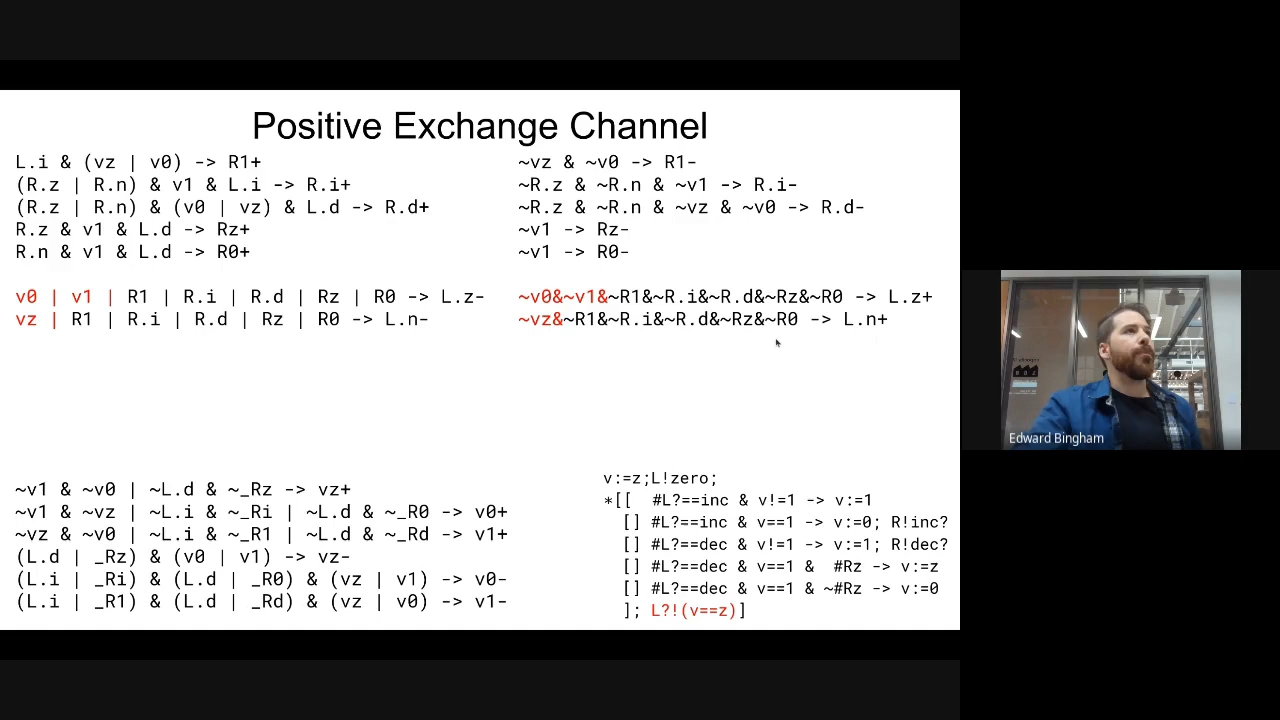 Positive Exchange Channel
L.i & (vz | v0) -> R1+
(R.z | R.n) & v1 & L.i -> R.i+
(R.z | R.n) & (v0 | vz) & L.d -> R.d+
R.z & v1 & L.d -> Rz+
R.n & v1 & L.d -> R0+
~vz & ~v0 -> R1-
~R.z & ~R.n & ~v1 -> R.i-
~R.z & ~R.n & ~vz & ~v0 -> R.d-
~v1 -> Rz-
~v1 -> R0-
v0 | v1 | R1 | R.i | R.d | Rz | R0 -> L.z-
vz | R1 | R.i | R.d | Rz | R0 -> L.n-
~v0&~v1&~R1&~R.i&~R.d&~Rz&~R0 -> L.z+
~vz&~R1&~R.i&~R.d&~Rz&~R0 -> L.n+
~v1 & ~v0 | ~L.d & ~_Rz -> vz+
~v1 & ~vz | ~L.i & ~_Ri | ~L.d & ~_R0 -> v0+
~vz & ~v0 | ~L.i & ~_R1 | ~L.d & ~_Rd -> v1+
(L.d | _Rz) & (v0 | v1) -> vz-
(L.i | _Ri) & (L.d | _R0) & (vz | v1) -> v0-
(L.i | _R1) & (L.d | _Rd) & (vz | v0) -> v1-
v:=z;L!zero;
*[[  #L?==inc & v!=1 -> v:=1
[] #L?==inc & v==1 -> v:=0; R!inc?
[] #L?==dec & v!=1 -> v:=1; R!dec?
[] #L?==dec & v==1 &  #Rz -> v:=z
[] #L?==dec & v==1 & ~#Rz -> v:=0
]; L?!(v==z)]
Edward Bingham